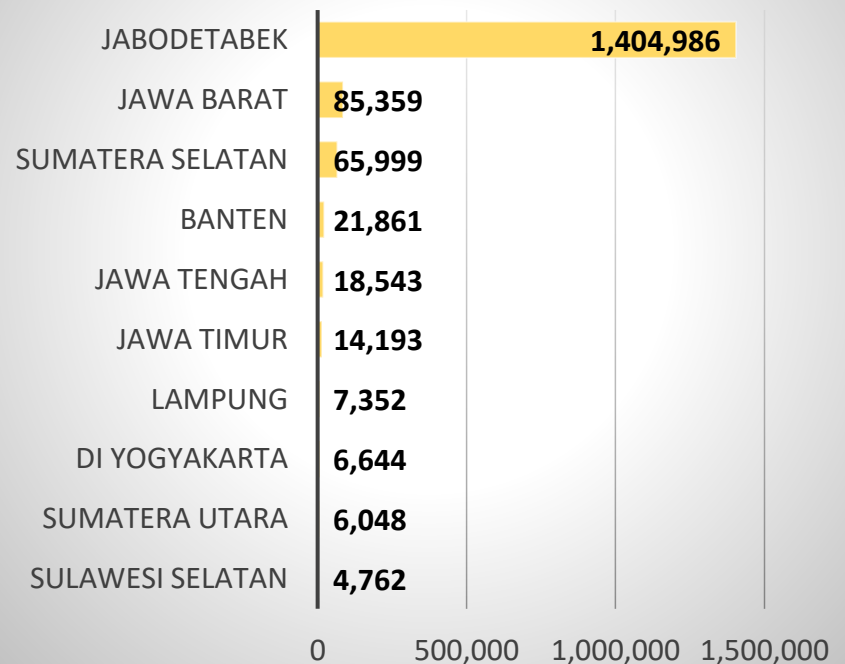 JABODETABEK 1,404,986
JAWA BARAT 85,359
SUMATERA SELATAN 65,999
BANTEN 21,861
JAWA TENGAH 18,543
JAWA TIMUR 14,193
LAMPUNG 7,352
DI YOGYAKARTA 6,644
SUMATERA UTARA 6,048
SULAWESI SELATAN 4,762
0 500,000 1,000,000 1,500,000